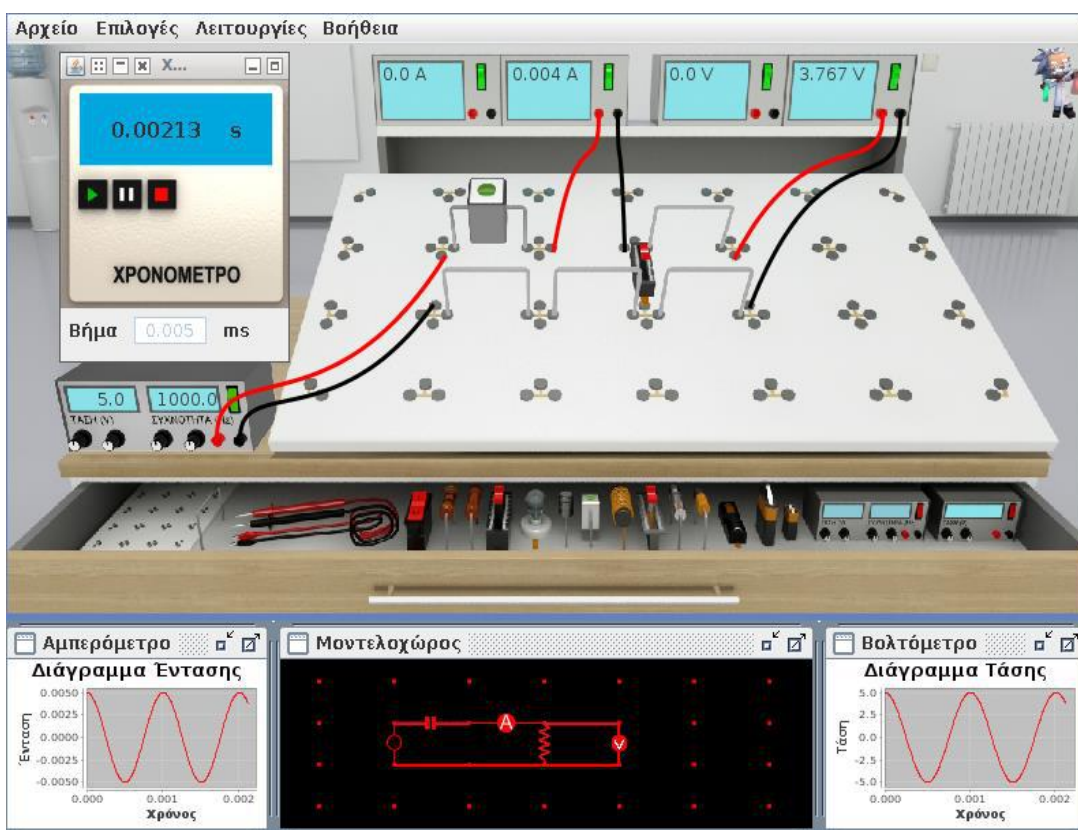 Αρχείο Επιλογές Λειτουργίες Βοήθεια
Χ...
0.00213 s
ΧΡΟΝΟΜΕΤΡΟ
Βήμα 0.005 ms
0.0 A
0.004 A
0.0 V
3.767 V
5.0
1000.0
ΤΑΣΗ (V)
ΣΥΧΝΟΤΗΤΑ (Hz)
Αμπερόμετρο
Διάγραμμα Έντασης
Ένταση
0.0050
0.0025
0.0000
-0.0025
-0.0050
0.000 0.001 0.002
Χρόνος
Μοντελοχώρος
A
V
Βολτόμετρο
Διάγραμμα Τάσης
Τάση
5.0
2.5
0.0
-2.5
-5.0
0.000 0.001 0.002
Χρόνος